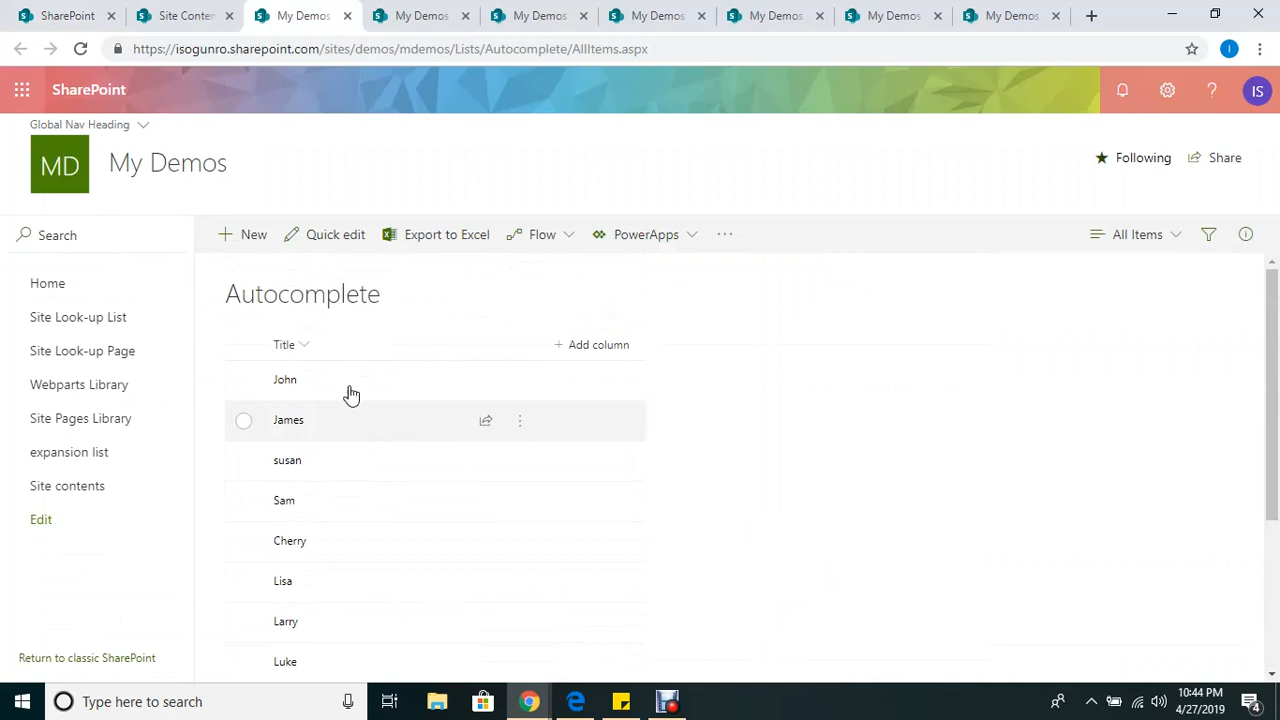 SharePoint
Site Conten
My Demos
My Demos
My Demos
My Demos
My Demos
My Demos
My Demos
https://isogunro.sharepoint.com/sites/demos/mdemos/Lists/Autocomplete/AllItems.aspx
I
SharePoint
?
IS
Global Nav Heading
MD
My Demos
Following
Share
Search
New
Quick edit
Export to Excel
Flow
PowerApps
All Items
Home
Site Look-up List
Site Look-up Page
Webparts Library
Site Pages Library
expansion list
Site contents
Edit
Return to classic SharePoint
Autocomplete
Title
+ Add column
John
James
susan
Sam
Cherry
Lisa
Larry
Luke
Type here to search
10:44 PM
4/27/2019
4